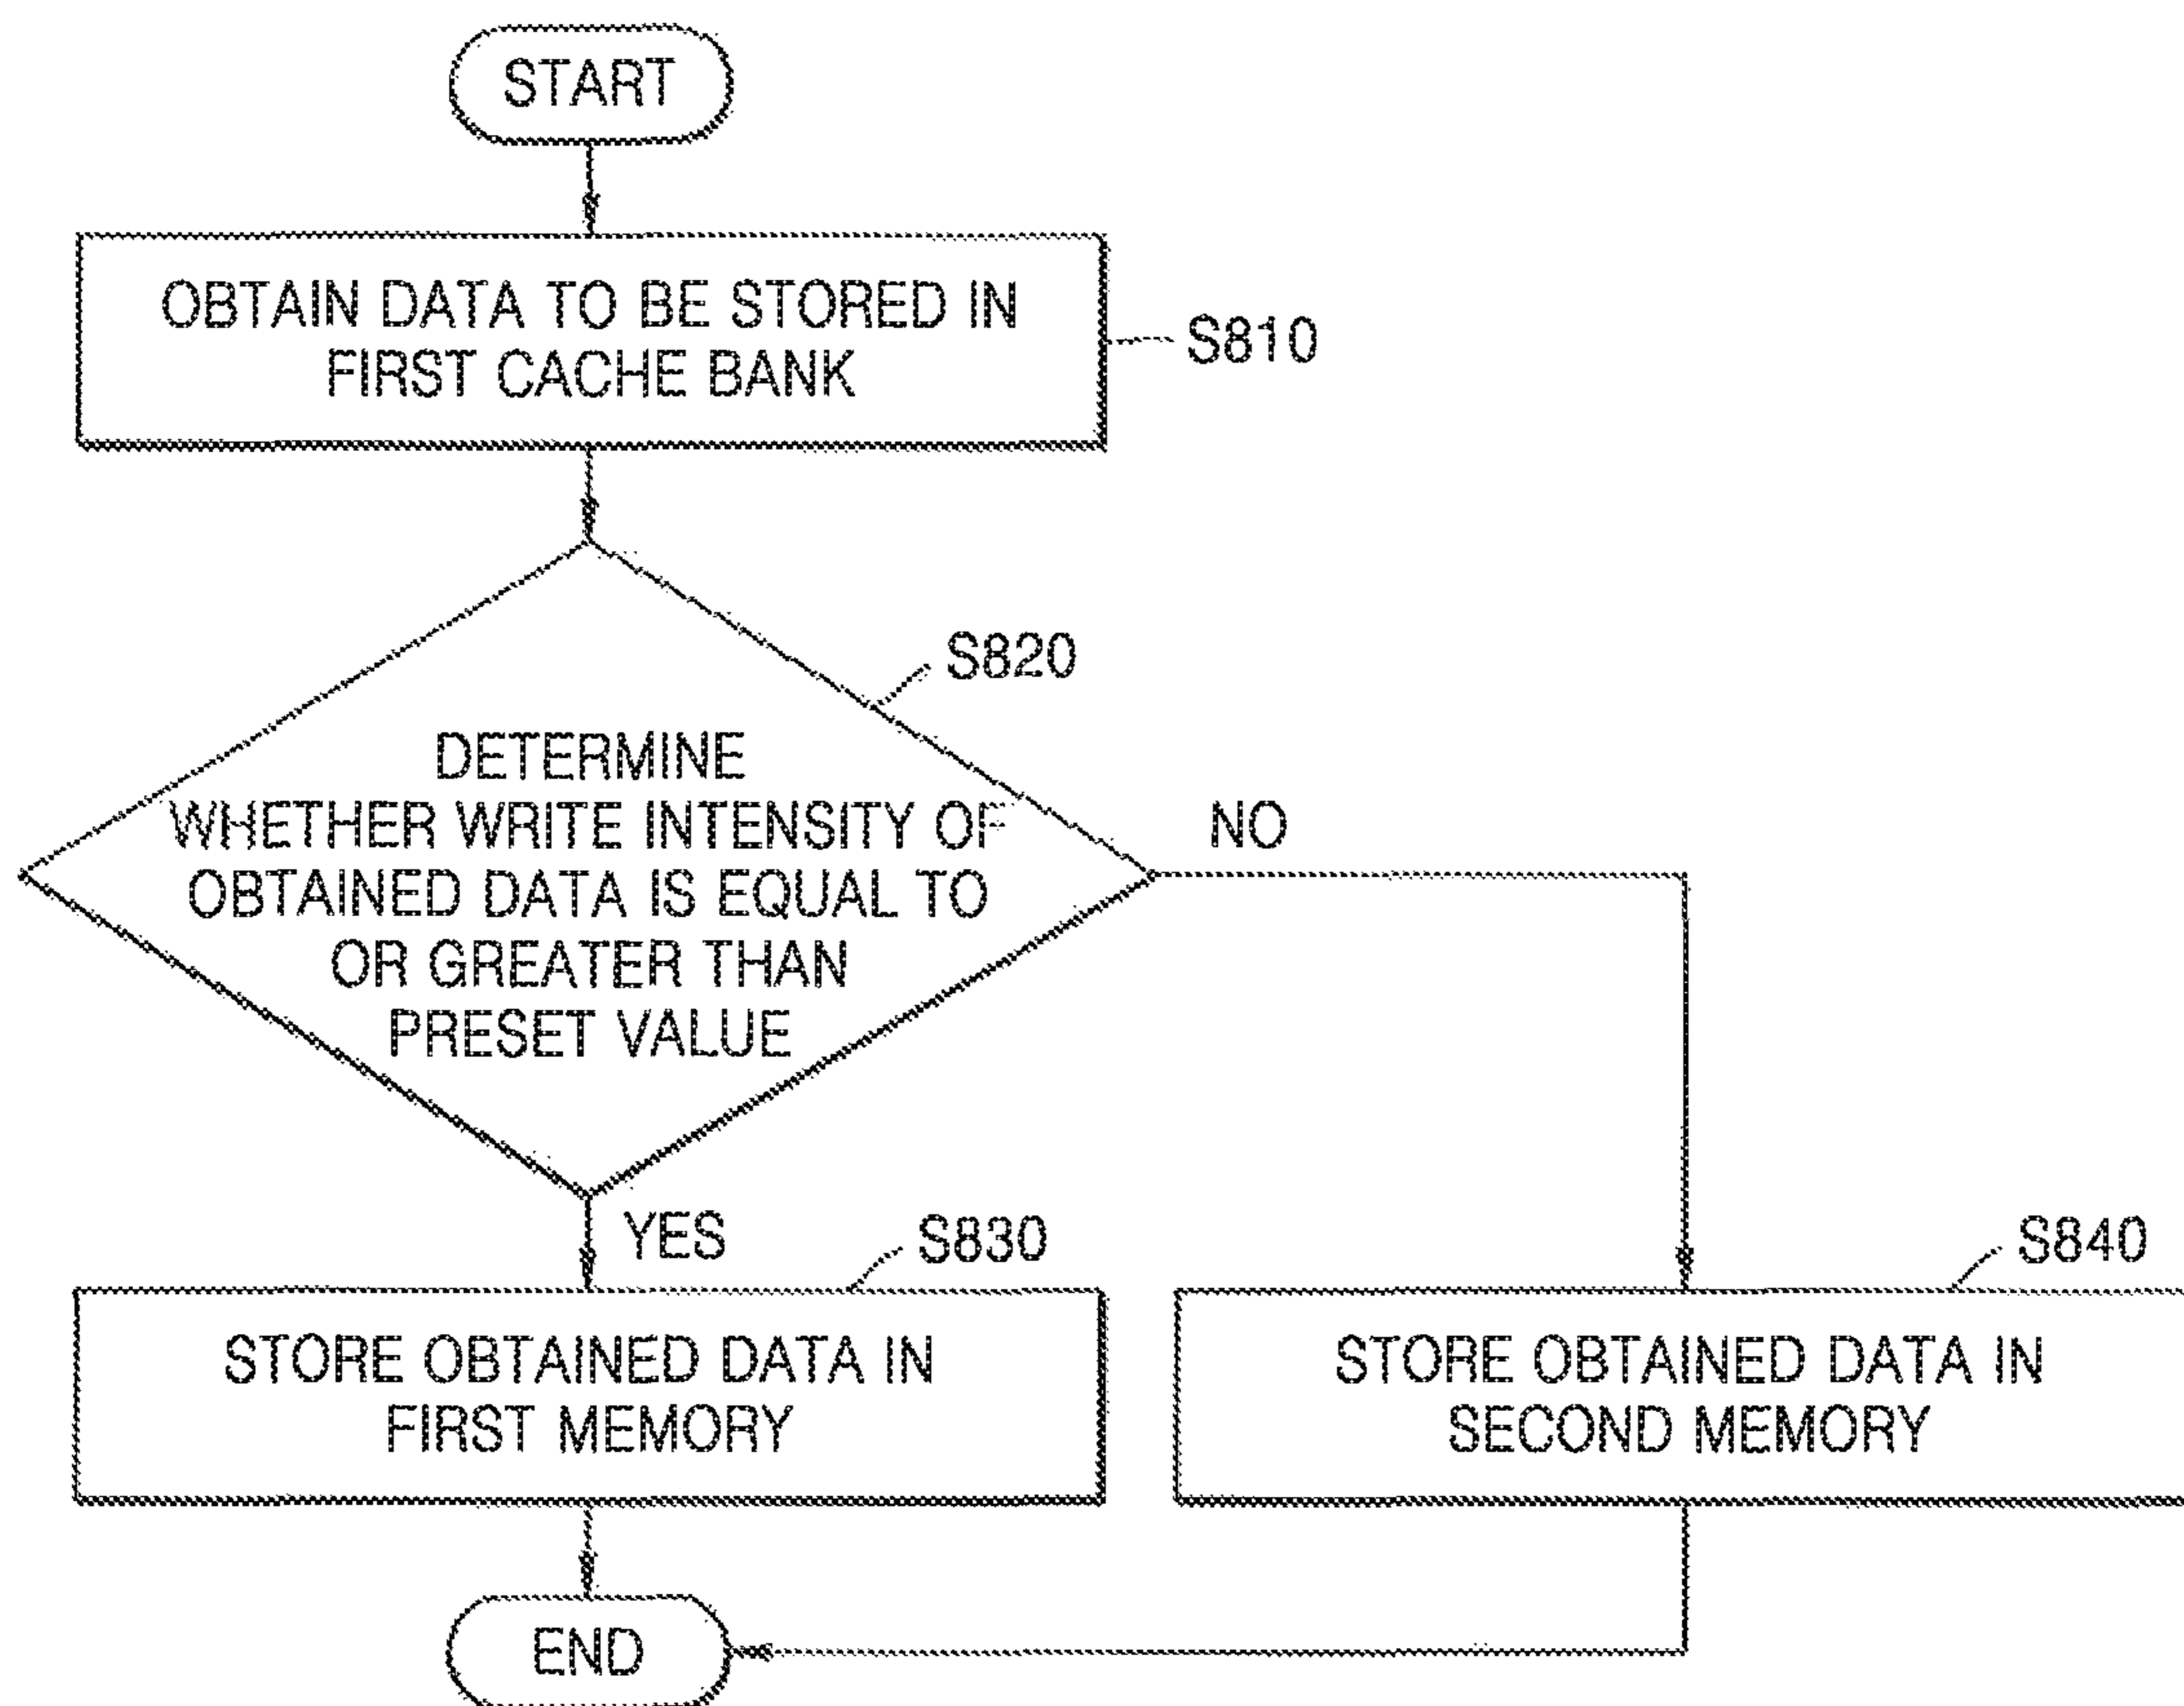 START
OBTAIN DATA TO BE STORED IN
FIRST CACHE BANK
S810
S820
DETERMINE
WHETHER WRITE INTENSITY OF
OBTAINED DATA IS EQUAL TO
OR GREATER THAN
PRESET VALUE
NO
YES
S830
S840
STORE OBTAINED DATA IN
FIRST MEMORY
STORE OBTAINED DATA IN
SECOND MEMORY
END